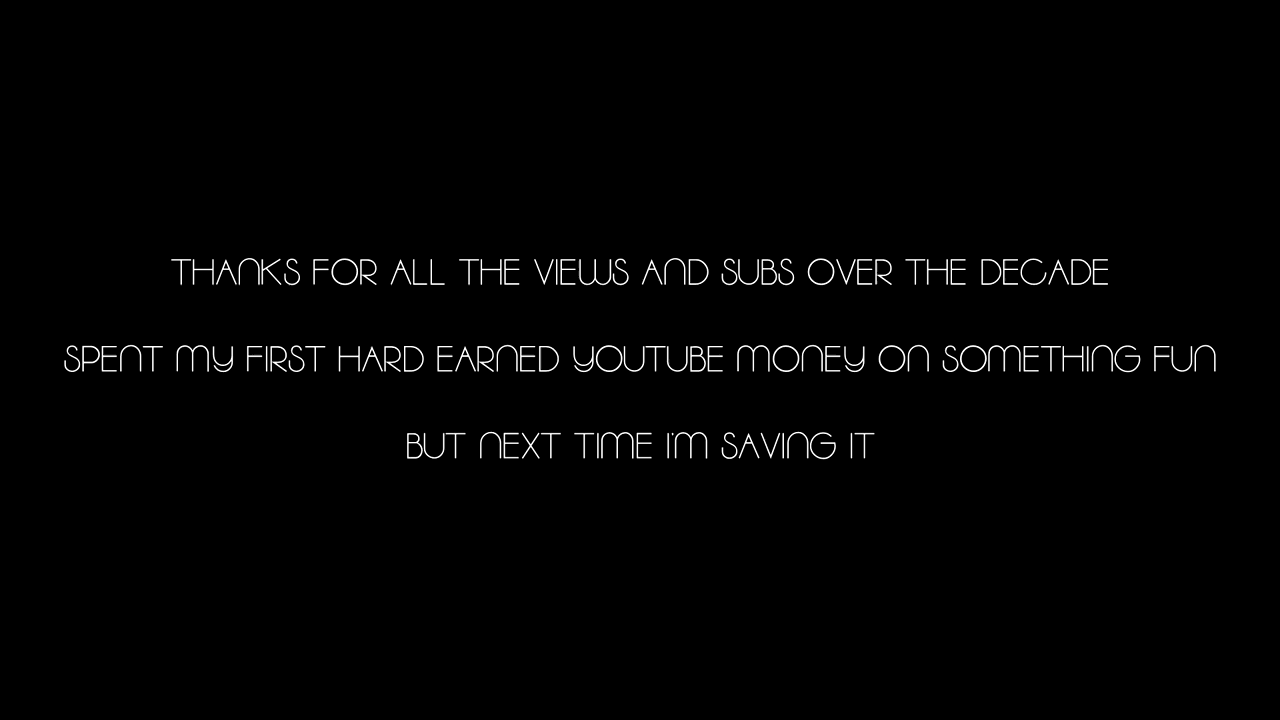 THANKS FOR ALL THE VIEWS AND SUBS OVER THE DECADE
SPENT MY FIRST HARD EARNED YOUTUBE MONEY ON SOMETHING FUN
BUT NEXT TIME I'M SAVING IT